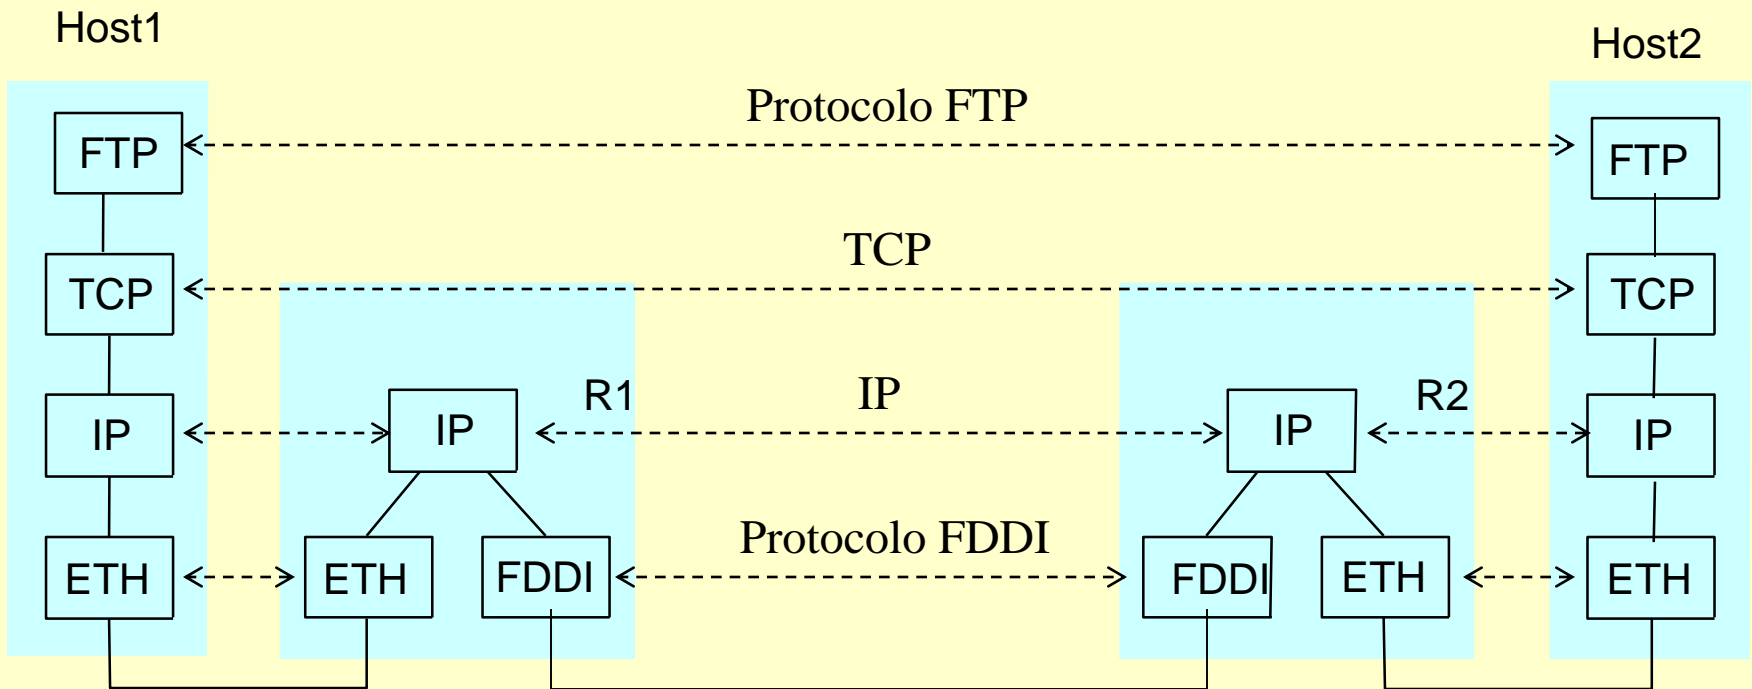 Host1
Host2
Protocolo FTP
FTP
FTP
TCP
TCP
TCP
R1
IP
R2
IP
IP
IP
IP
Protocolo FDDI
ETH
ETH
FDDI
FDDI
ETH
ETH